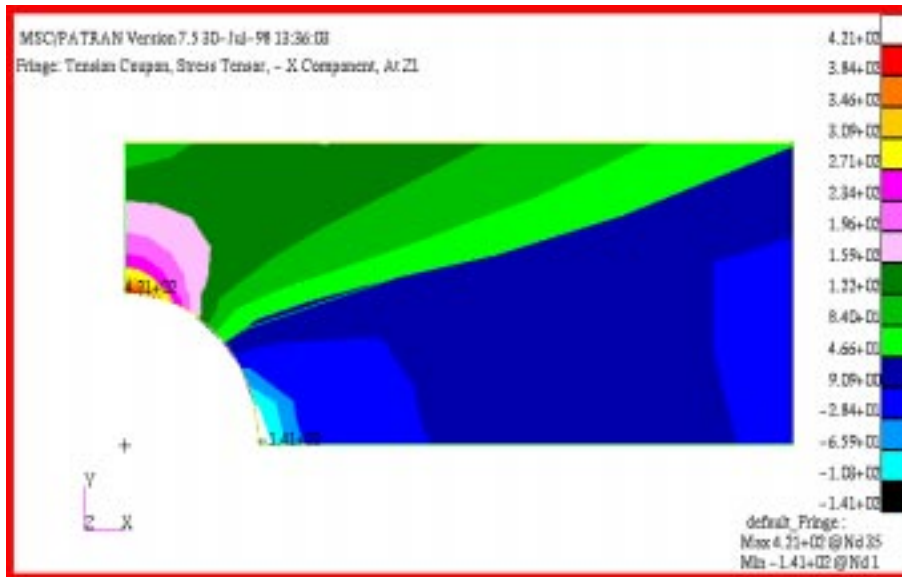 MSC/PATRAN Version 7.5 30-Jul-98 13:36:03
Fringe: Tension Coupon, Stress Tensor, - X Component, At Z1
4.21+02
3.84+02
3.46+02
3.09+02
2.71+02
2.34+02
1.96+02
1.59+02
1.22+02
8.40+01
4.66+01
9.09+00
-2.84+01
-6.59+01
-1.03+02
-1.41+02
4.21+02
-1.41+02
Y
Z X
default_Fringe :
Max 4.21+02 @Nd 35
Min -1.41+02 @Nd 1